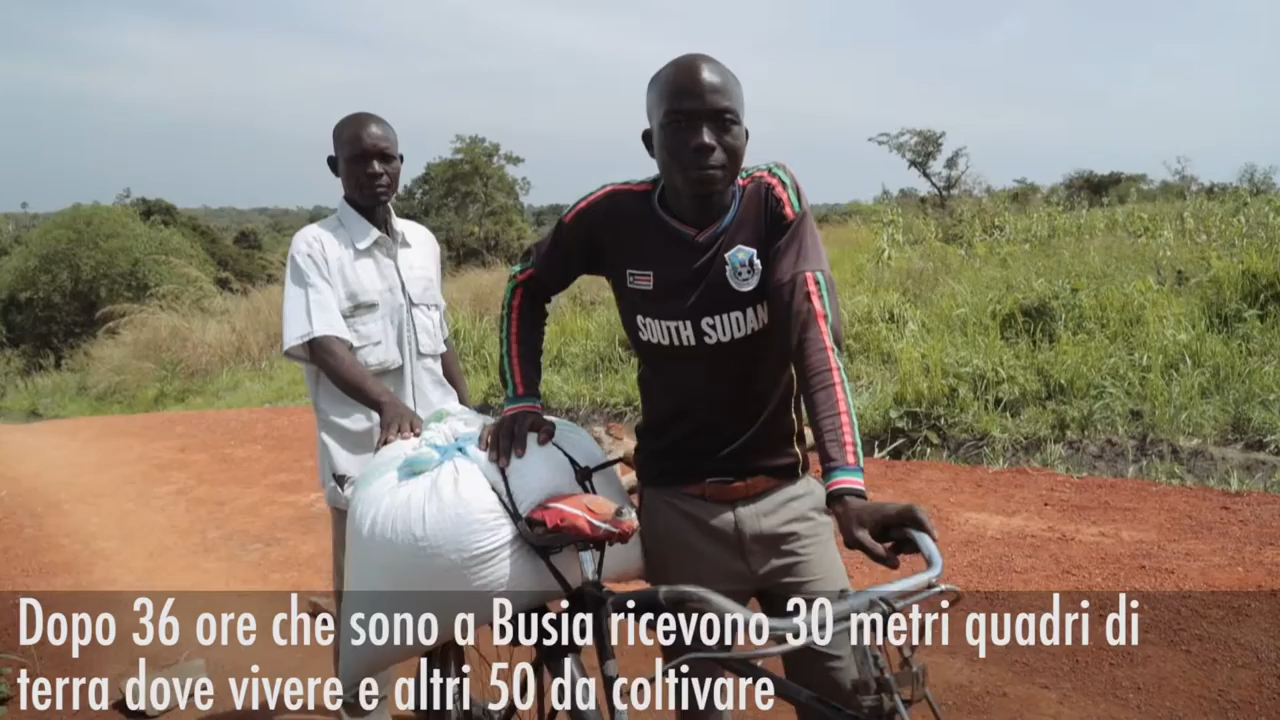 SOUTH SUDAN
Dopo 36 ore che sono a Busia ricevono 30 metri quadri di
terra dove vivere e altri 50 da coltivare